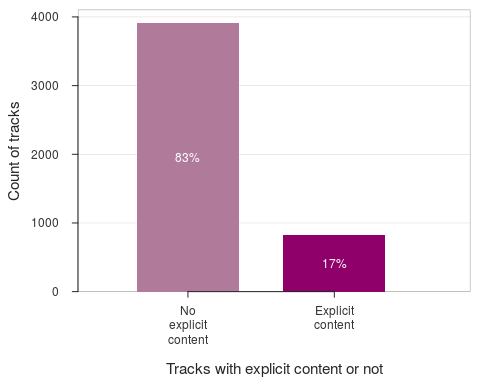 4000
3000
2000
1000
0
Count of tracks
83%
17%
No
explicit
content
Explicit
content
Tracks with explicit content or not